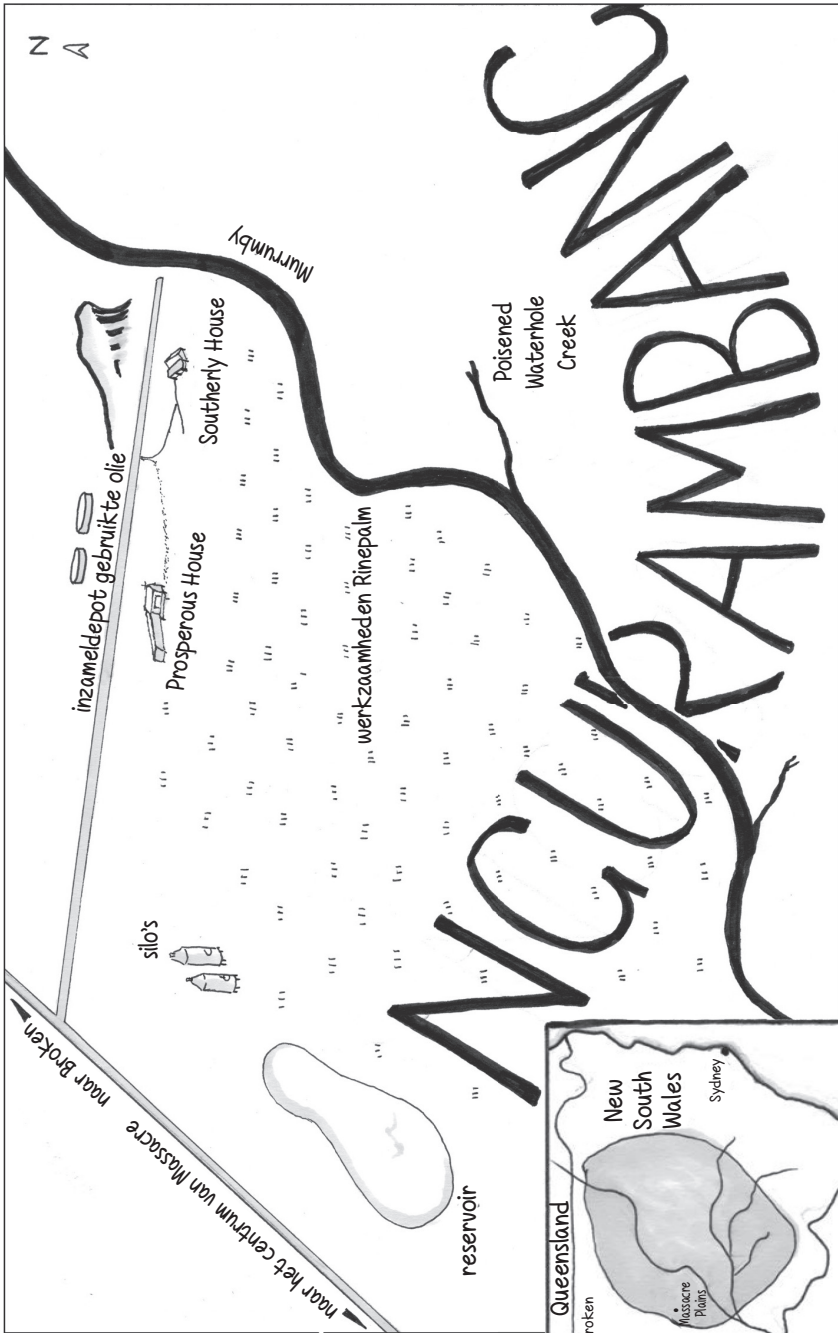 N
naar Broken
naar het centrum van Massacre
inzameldepot gebruikte olie
Murrumby
Southerly House
Prosperous House
silo's
werkzaamheden Rinepalm
reservoir
Poisened
Waterhole
Creek
NGURAMBANG
Queensland
roken
New
South
Wales
Sydney
Massacre
Plains